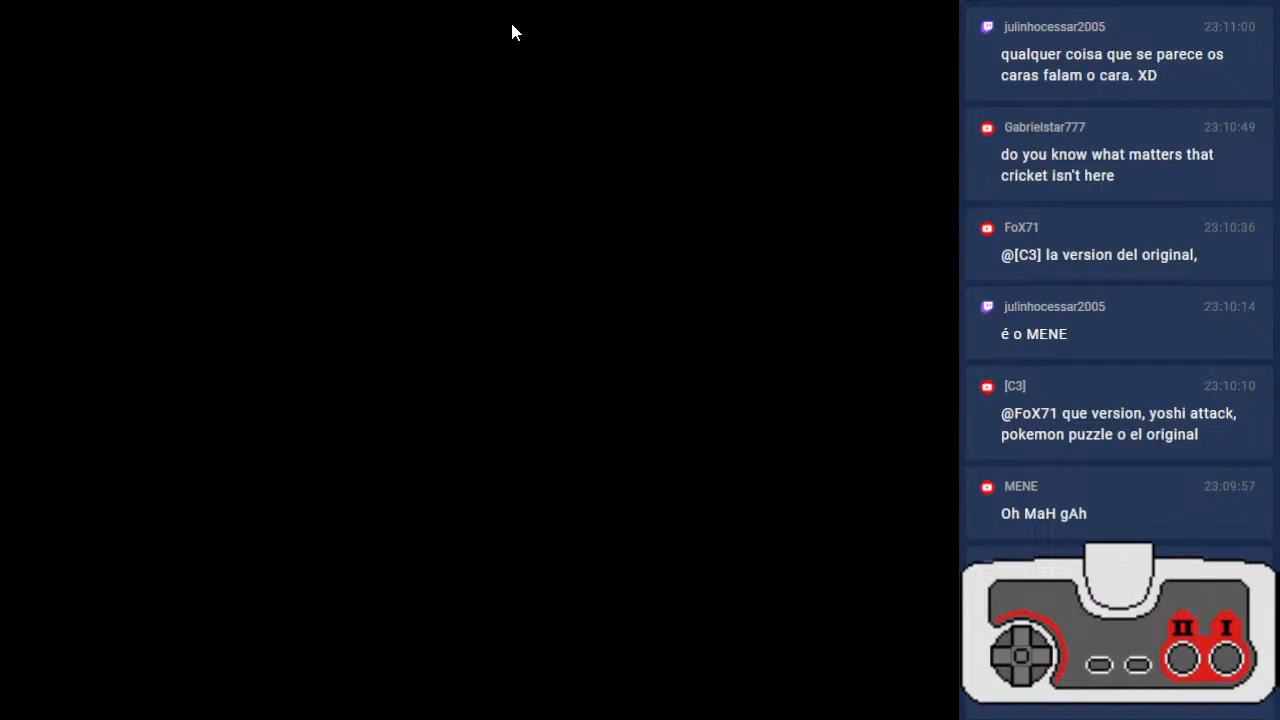 julinhocessar2005 23:11:00
qualquer coisa que se parece os
caras falam o cara. XD
Gabrielstar777 23:10:49
do you know what matters that
cricket isn't here
FoX71 23:10:36
@[C3] la version del original,
julinhocessar2005 23:10:14
é o MENE
[C3] 23:10:10
@FoX71 que version, yoshi attack,
pokemon puzzle o el original
MENE 23:09:57
Oh MaH gAh
II I